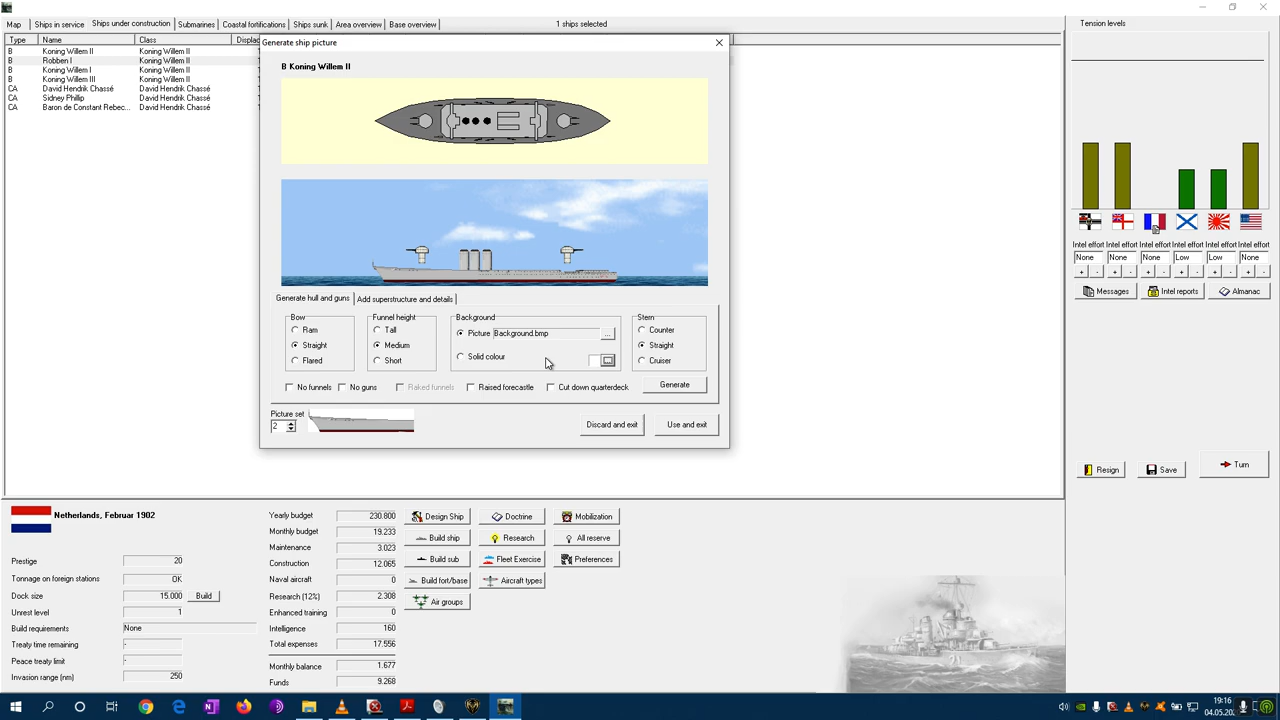 Map Ships in service Ships under construction Submarines Coastal fortifications Ships sunk Area overview Base overview 1 ships selected Tension levels
Type Name Class
B Koning Willem II Koning Willem II
B Robben I Koning Willem II
B Koning Willem I Koning Willem II
B Koning Willem III Koning Willem II
CA David Hendrik Chassé David Hendrik Chassé
CA Sidney Phillip David Hendrik Chassé
CA Baron de Constant Rebec... David Hendrik Chassé
Generate ship picture
B Koning Willem II
Generate hull and guns Add superstructure and details
Bow Funnel height Background Stern
Ram Tall Picture Background.bmp ... Counter
Straight Medium Straight
Flared Short Solid colour Cruiser
No funnels No guns Raked funnels Raised forecastle Cut down quarterdeck Generate
Picture set
2 Discard and exit Use and exit
Intel effort Intel effort Intel effort Intel effort Intel effort Intel effort
None None None Low Low None
+ - + - + - + - + - + -
Messages Intel reports Almanac
Resign Save Turn
Netherlands, Februar 1902
Prestige 20
Tonnage on foreign stations OK
Dock size 15.000 Build
Unrest level 1
Build requirements None
Treaty time remaining -
Peace treaty limit -
Invasion range (nm) 250
Yearly budget 230.800
Monthly budget 19.233
Maintenance 3.023
Construction 12.065
Naval aircraft 0
Research (12%) 2.308
Enhanced training 0
Intelligence 160
Total expenses 17.556
Monthly balance 1.677
Funds 9.268
Design Ship Doctrine Mobilization
Build ship Research All reserve
Build sub Fleet Exercise Preferences
Build fort/base Aircraft types
Air groups
19:16
04.05.20